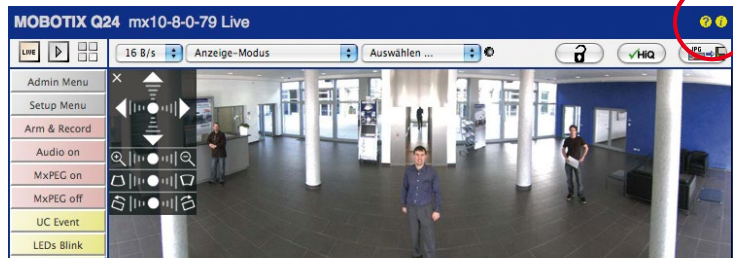 MOBOTIX Q24 mx10-8-0-79 Live
LIVE
16 B/s
Anzeige-Modus
Auswählen ...
HiQ
JPG
Admin Menu
Setup Menu
Arm & Record
Audio on
MxPEG on
MxPEG off
UC Event
LEDs Blink